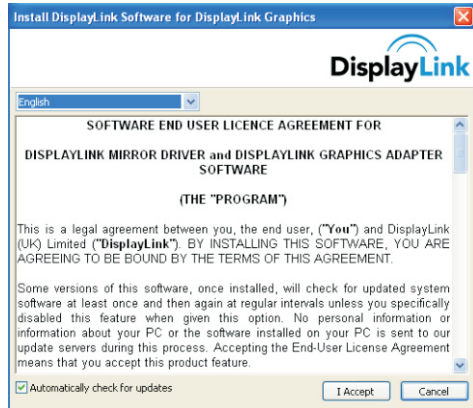 Install DisplayLink Software for DisplayLink Graphics
DisplayLink
English
SOFTWARE END USER LICENCE AGREEMENT FOR
DISPLAYLINK MIRROR DRIVER and DISPLAYLINK GRAPHICS ADAPTER
SOFTWARE
(THE "PROGRAM")
This is a legal agreement between you, the end user, ("You") and DisplayLink
(UK) Limited ("DisplayLink"). BY INSTALLING THIS SOFTWARE, YOU ARE
AGREEING TO BE BOUND BY THE TERMS OF THIS AGREEMENT.
Some versions of this software, once installed, will check for updated system
software at least once and then again at regular intervals unless you specifically
disabled this feature when given this option. No personal information or
information about your PC or the software installed on your PC is sent to our
update servers during this process. Accepting the End-User License Agreement
means that you accept this product feature.
Automatically check for updates
I Accept
Cancel